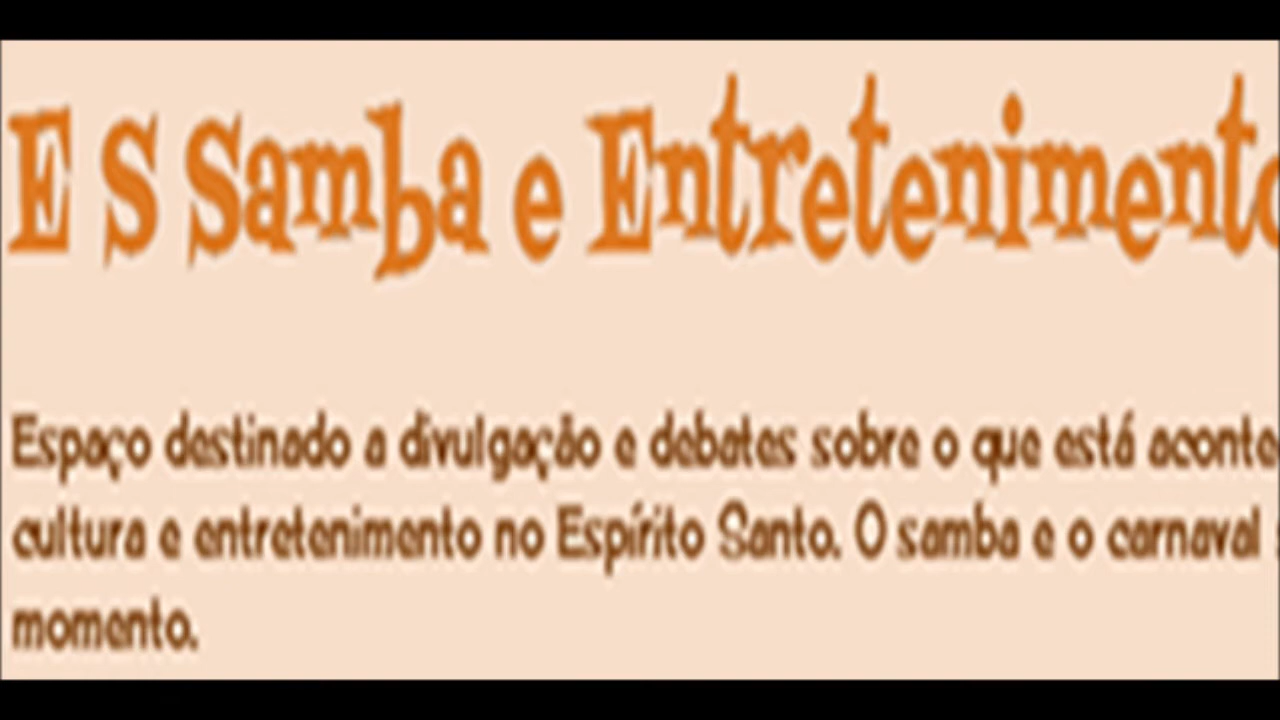 E S Samba e Entretenimento
Espaço destinado a divulgação e debates sobre o que está aconte
cultura e entretenimento no Espírito Santo. O samba e o carnaval
momento.